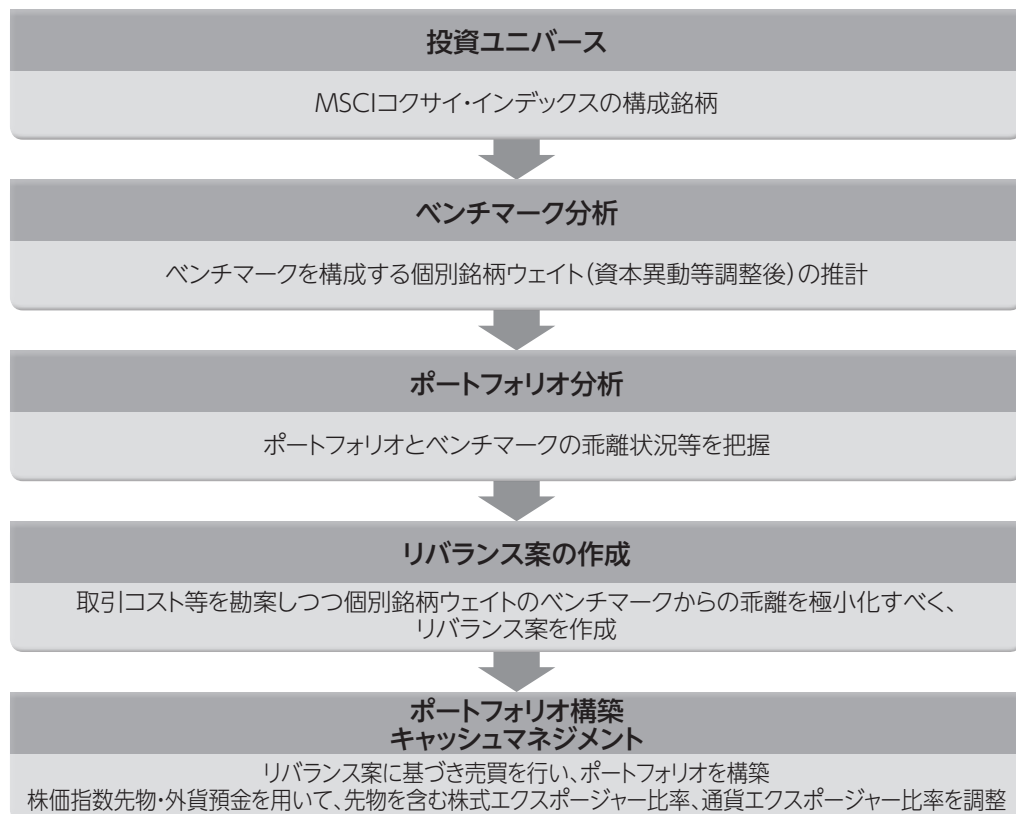 投資ユニバース
MSCIコクサイ・インデックスの構成銘柄
ベンチマーク分析
ベンチマークを構成する個別銘柄ウェイト(資本異動等調整後)の推計
ポートフォリオ分析
ポートフォリオとベンチマークの乖離状況等を把握
リバランス案の作成
取引コスト等を勘案しつつ個別銘柄ウェイトのベンチマークからの乖離を極小化すべく、
リバランス案を作成
ポートフォリオ構築
キャッシュマネジメント
リバランス案に基づき売買を行い、ポートフォリオを構築
株価指数先物・外貨預金を用いて、先物を含む株式エクスポージャー比率、通貨エクスポージャー比率を調整